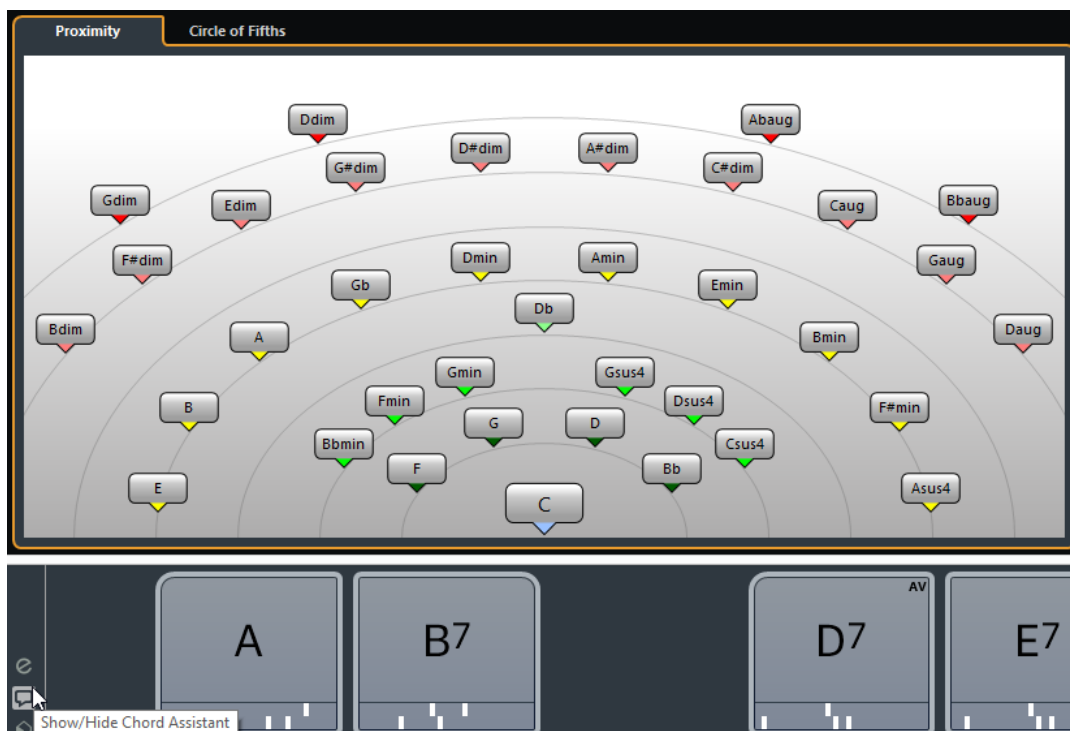 Proximity Circle of Fifths
Ddim Abaug
D#dim A#dim
G#dim C#dim
Gdim Edim Caug Bbaug
F#dim Dmin Amin Gaug
Gb Emin
Bdim A Db Bmin Daug
Gmin Gsus4
B Fmin Dsus4 F#min
G D
Bbmin Csus4
F Bb
E C Asus4
AV
A B7 D7 E7
e
Show/Hide Chord Assistant